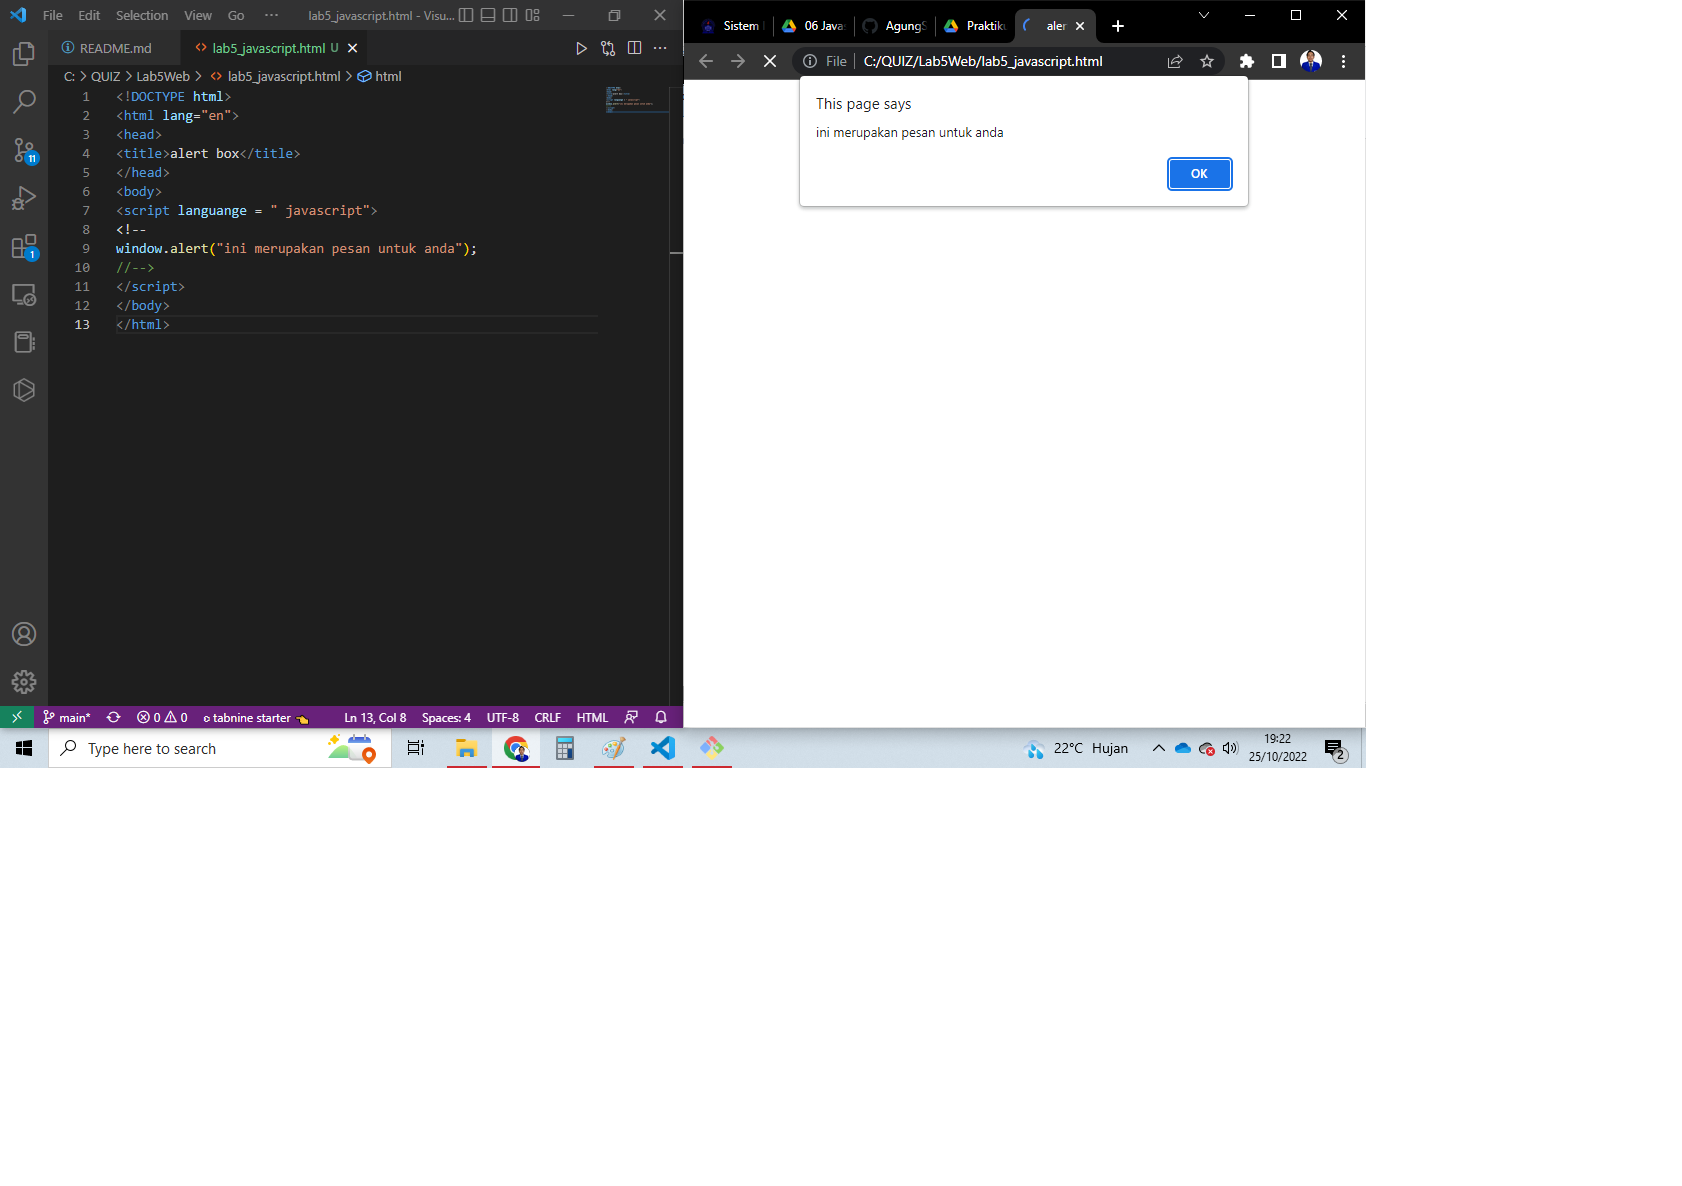 File Edit Selection View Go ··· lab5_javascript.html - Visu...
README.md lab5_javascript.html U
C: > QUIZ > Lab5Web > lab5_javascript.html > html
1 <!DOCTYPE html>
2 <html lang="en">
3 <head>
4 <title>alert box</title>
5 </head>
6 <body>
7 <script languange = " javascript">
8 <!--
9 window.alert("ini merupakan pesan untuk anda");
10 //-->
11 </script>
12 </body>
13 </html>
11
1
main* 0 0 tabnine starter Ln 13, Col 8 Spaces: 4 UTF-8 CRLF HTML
Sistem 06 Java AgungS Praktik aler
File C:/QUIZ/Lab5Web/lab5_javascript.html
This page says
ini merupakan pesan untuk anda
OK
Type here to search 22°C Hujan 19:22
25/10/2022 2